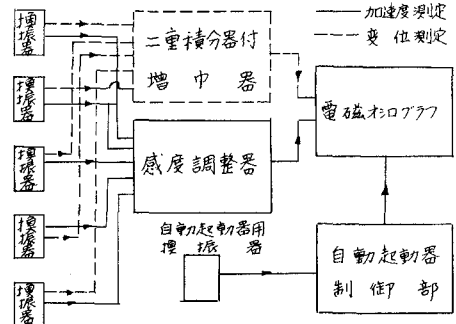 換振器
換振器
換振器
換振器
換振器
二重積分器付
増巾器
感度調整器
自動起動器用
換振器
加速度測定
変位測定
電磁オシログラフ
自動起動器
制御部